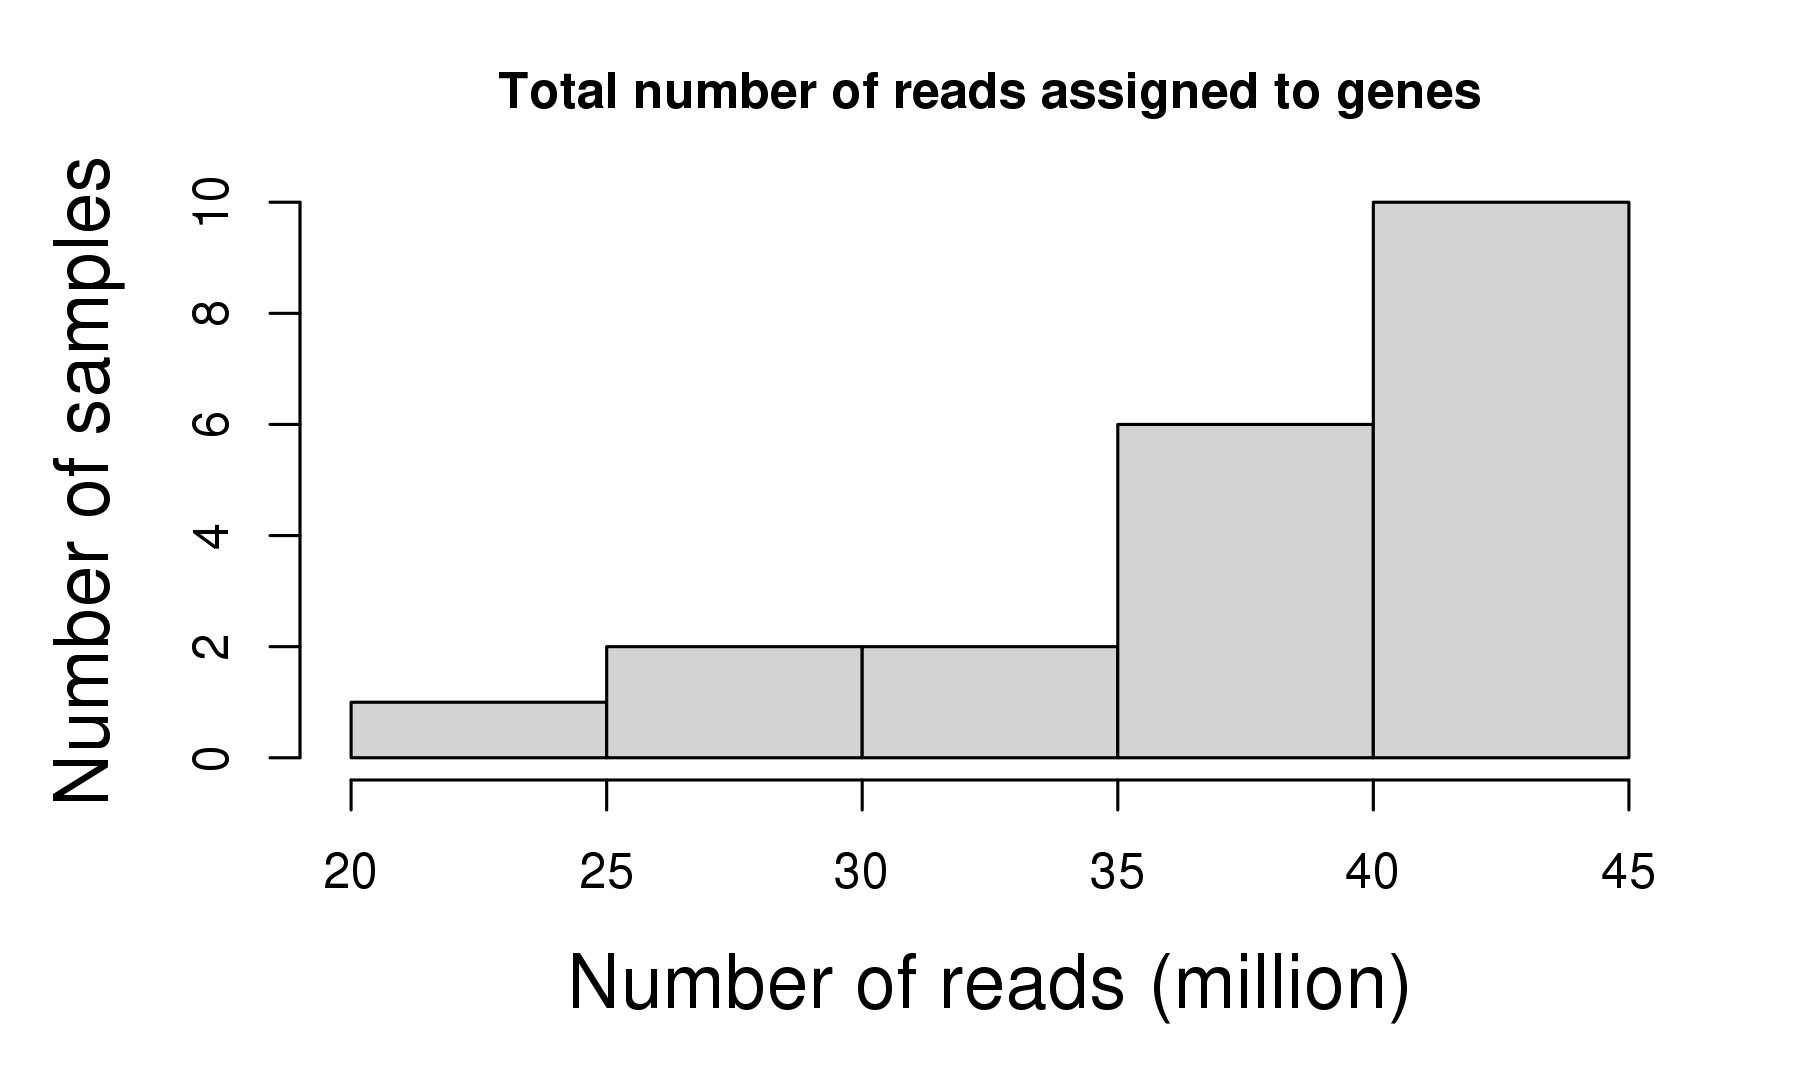 Total number of reads assigned to genes
Number of samples
10
8
6
4
2
0
20 25 30 35 40 45
Number of reads (million)